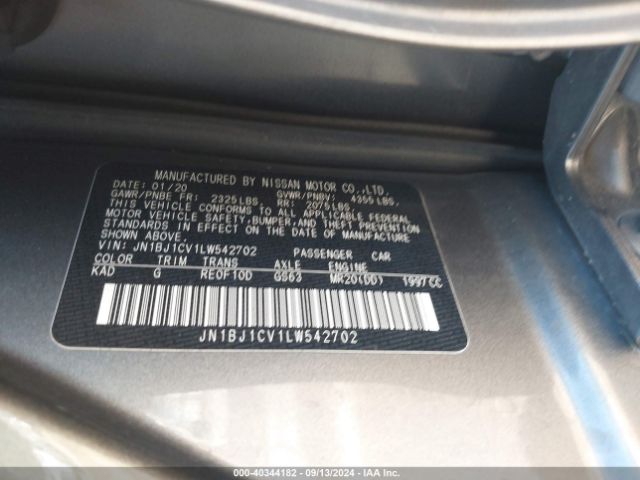 MANUFACTURED BY NISSAN MOTOR CO.,LTD.
DATE: 01/20 GVWR/PNBV: 4355 LBS.
GAWR/PNBE FR: 2325 LBS. RR: 2075 LBS.
THIS VEHICLE CONFORMS TO ALL APPLICABLE FEDERAL
MOTOR VEHICLE SAFETY, BUMPER, AND THEFT PREVENTION
STANDARDS IN EFFECT ON THE DATE OF MANUFACTURE
SHOWN ABOVE.
VIN: JN1BJ1CV1LW542702 PASSENGER CAR
COLOR TRIM TRANS AXLE ENGINE
KAD G RE0F10D GS63 MR20(DD) 1997CC
JN1BJ1CV1LW542702
000-40344182 - 09/13/2024 - IAA Inc.